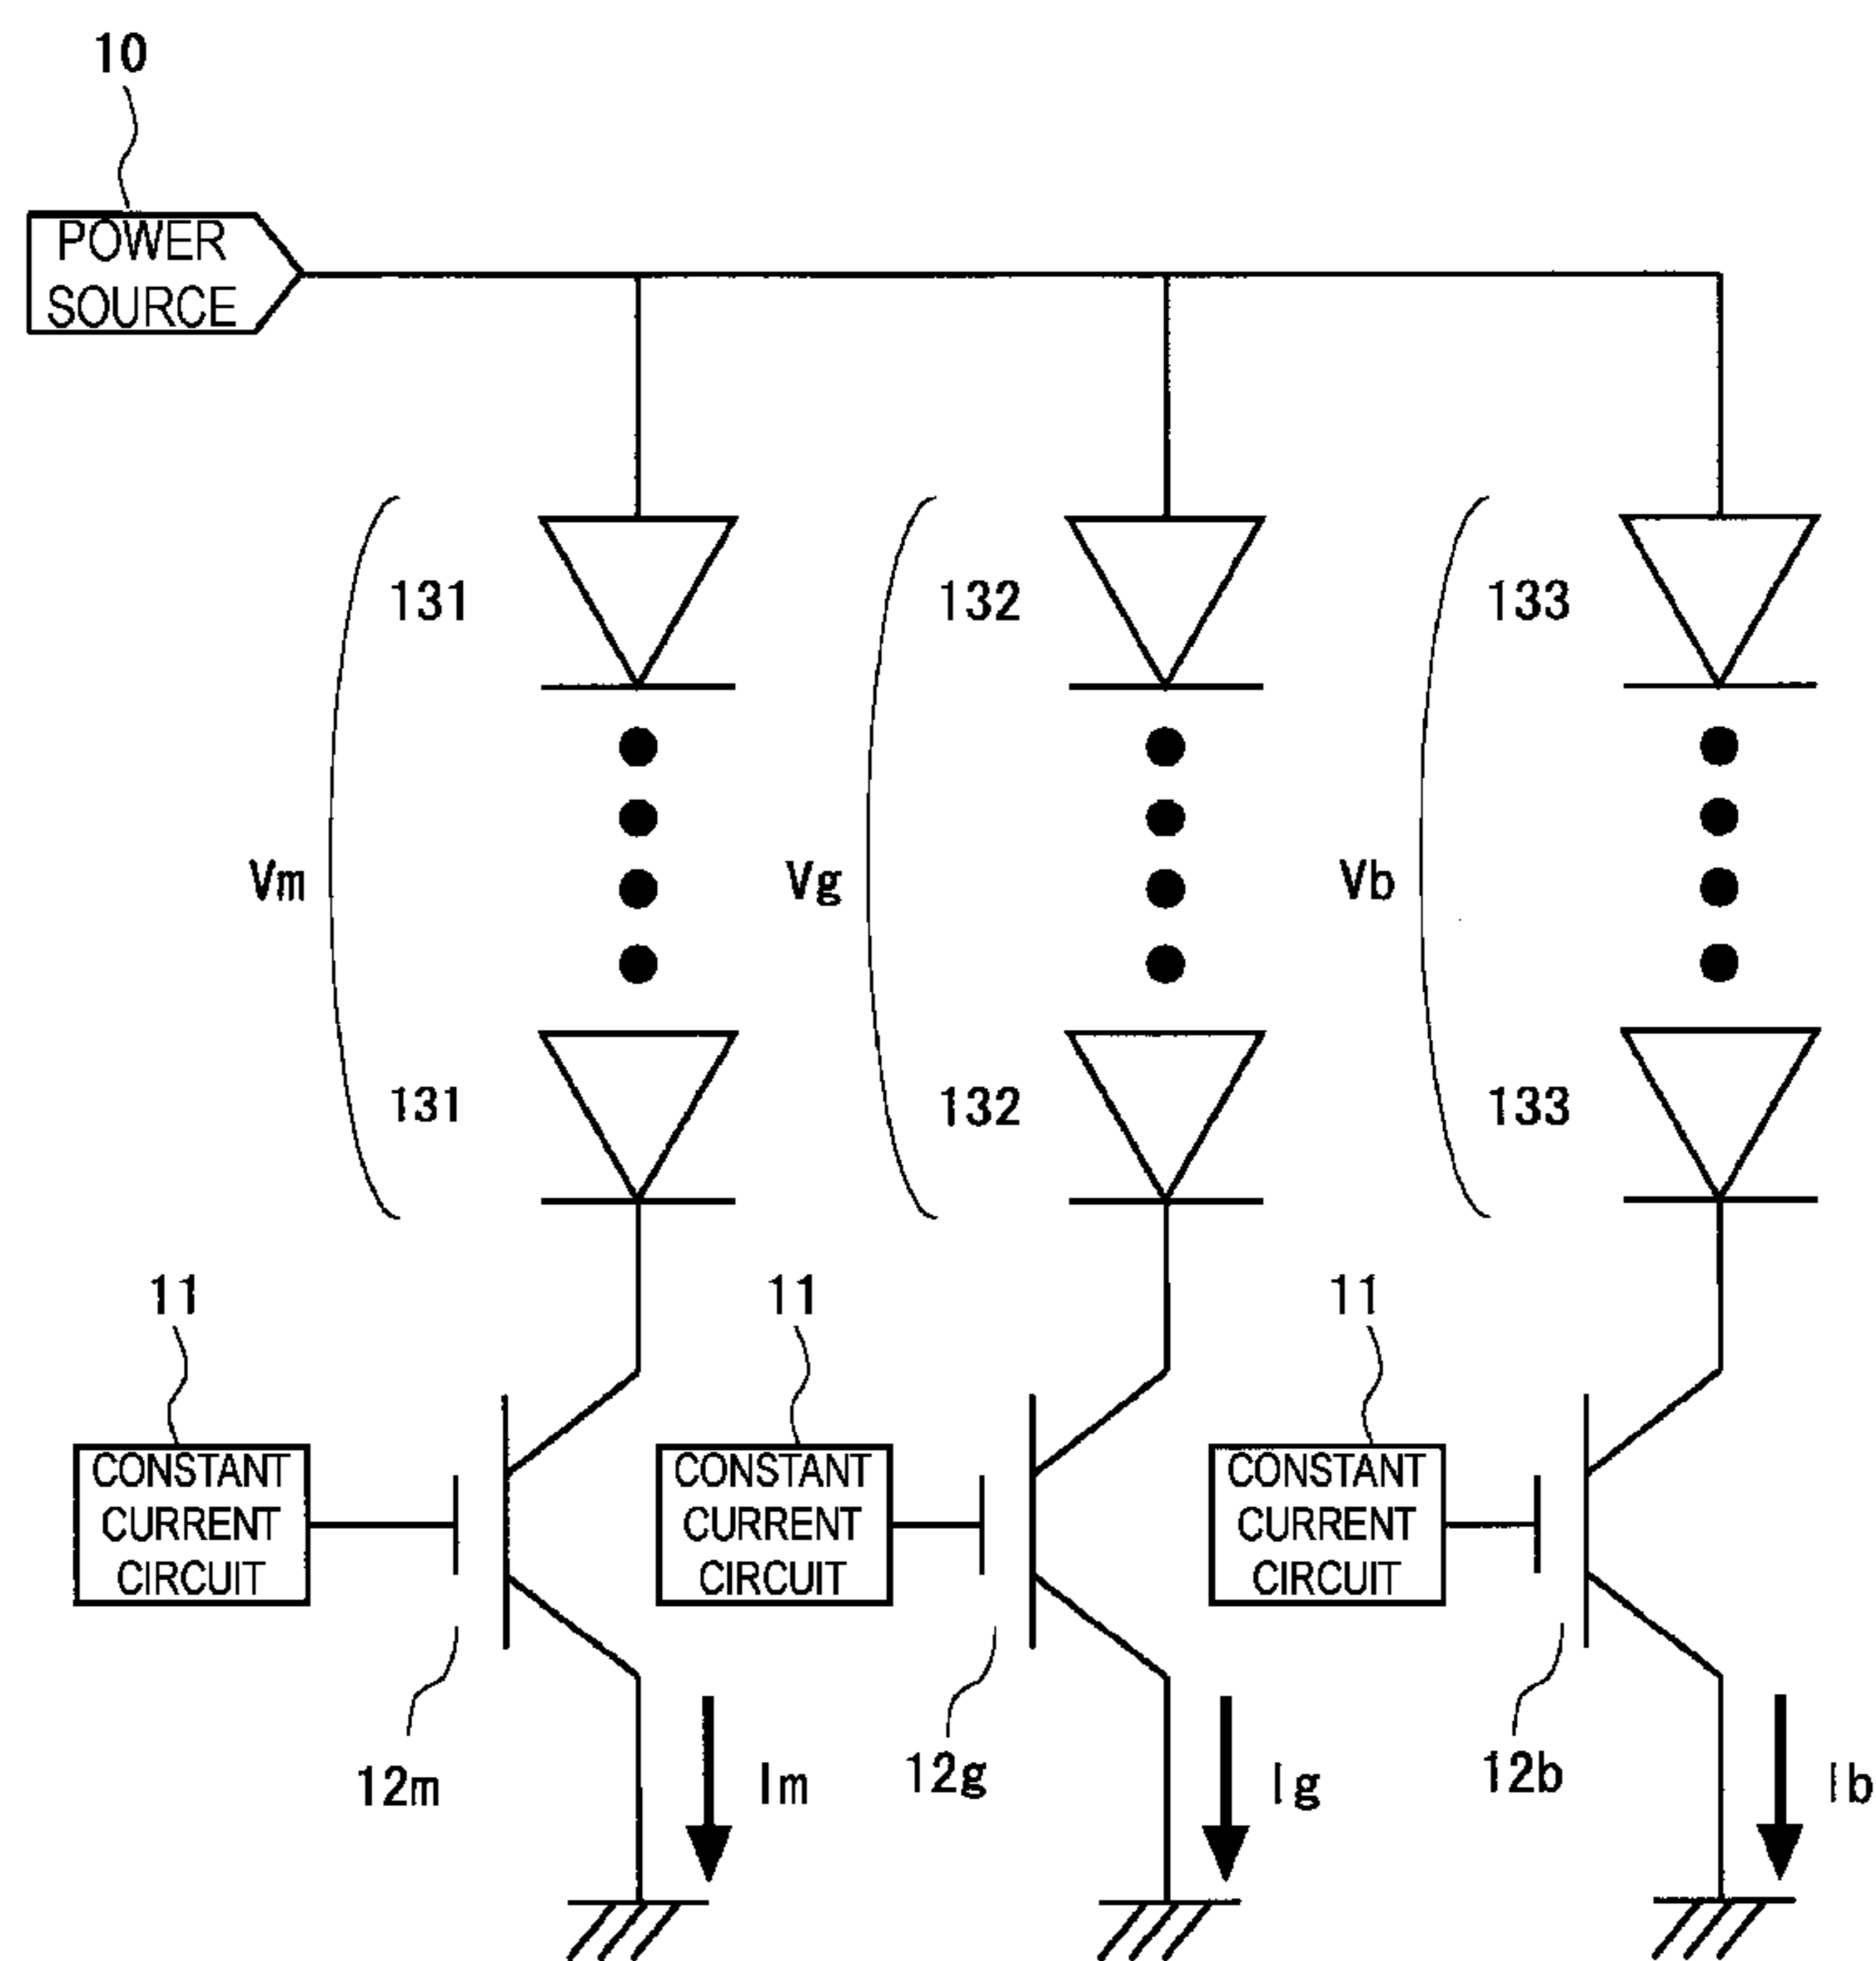 10
POWER
SOURCE
131
132
133
Vm
Vg
Vb
131
132
133
11
11
11
CONSTANT
CURRENT
CIRCUIT
CONSTANT
CURRENT
CIRCUIT
CONSTANT
CURRENT
CIRCUIT
12m
Im
12g
Ig
12b
Ib